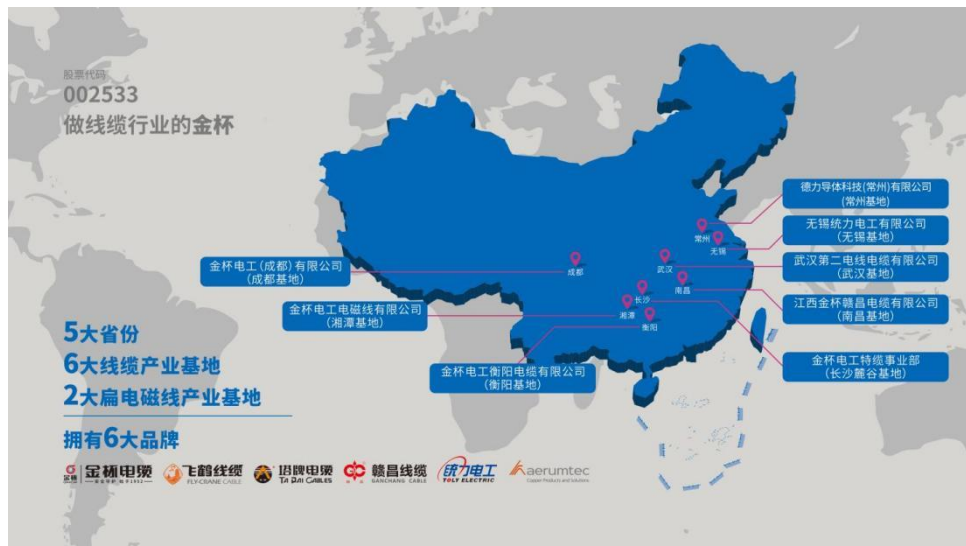 股票代码
002533
做线缆行业的金杯
德力导体科技(常州)有限公司
(常州基地)
无锡统力电工有限公司
(无锡基地)
武汉第二电线电缆有限公司
(武汉基地)
江西金杯赣昌电缆有限公司
(南昌基地)
金杯电工特缆事业部
(长沙麓谷基地)
金杯电工(成都)有限公司
(成都基地)
金杯电工电磁线有限公司
(湘潭基地)
金杯电工衡阳电缆有限公司
(衡阳基地)
常州
无锡
成都
武汉
南昌
长沙
湘潭
衡阳
5大省份
6大线缆产业基地
2大扁电磁线产业基地
拥有6大品牌
金杯
金杯电缆
飞鹤线缆
FLY-CRANE CABLE
塔牌电缆
TA PAI CABLES
赣昌线缆
GANCHANG CABLE
统力电工
TOLY ELECTRIC
aerumtec
Copper Products and Solutions